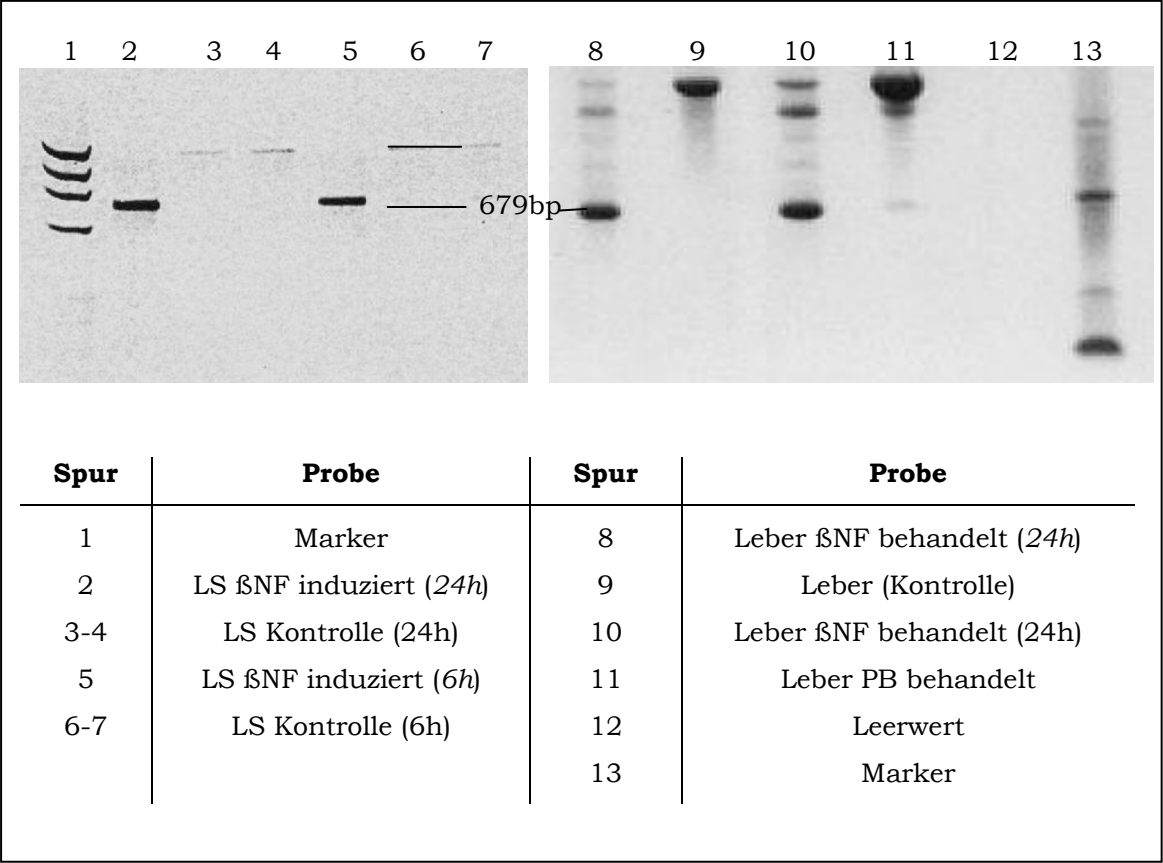 1 2 3 4 5 6 7 8 9 10 11 12 13
679bp
Spur Probe Spur Probe
1 Marker 8 Leber ßNF behandelt (24h)
2 LS ßNF induziert (24h) 9 Leber (Kontrolle)
3-4 LS Kontrolle (24h) 10 Leber ßNF behandelt (24h)
5 LS ßNF induziert (6h) 11 Leber PB behandelt
6-7 LS Kontrolle (6h) 12 Leerwert
13 Marker